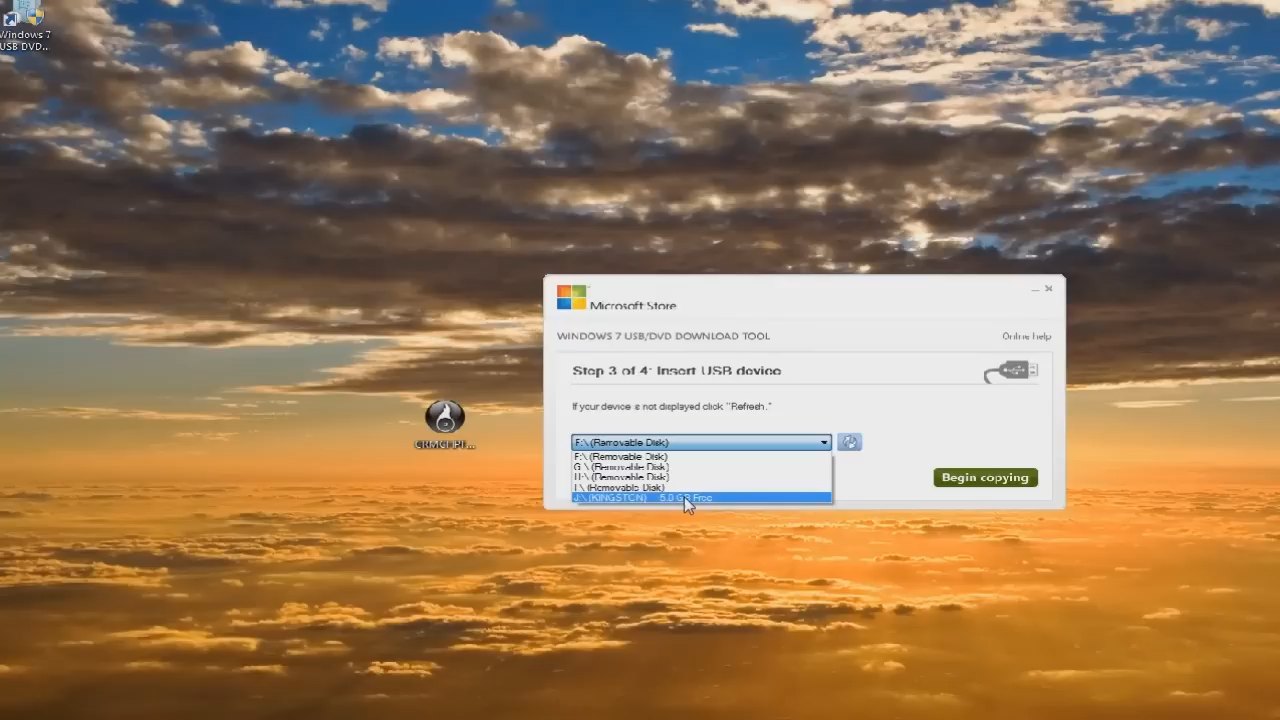 Windows 7
USB DVD...
Microsoft Store
WINDOWS 7 USB/DVD DOWNLOAD TOOL
Online help
Step 3 of 4: Insert USB device
If your device is not displayed click "Refresh."
F:\ (Removable Disk)
F:\ (Removable Disk)
G:\ (Removable Disk)
H:\ (Removable Disk)
I:\ (Removable Disk)
J:\ (KINGSTON) 5.0 GB Free
Begin copying